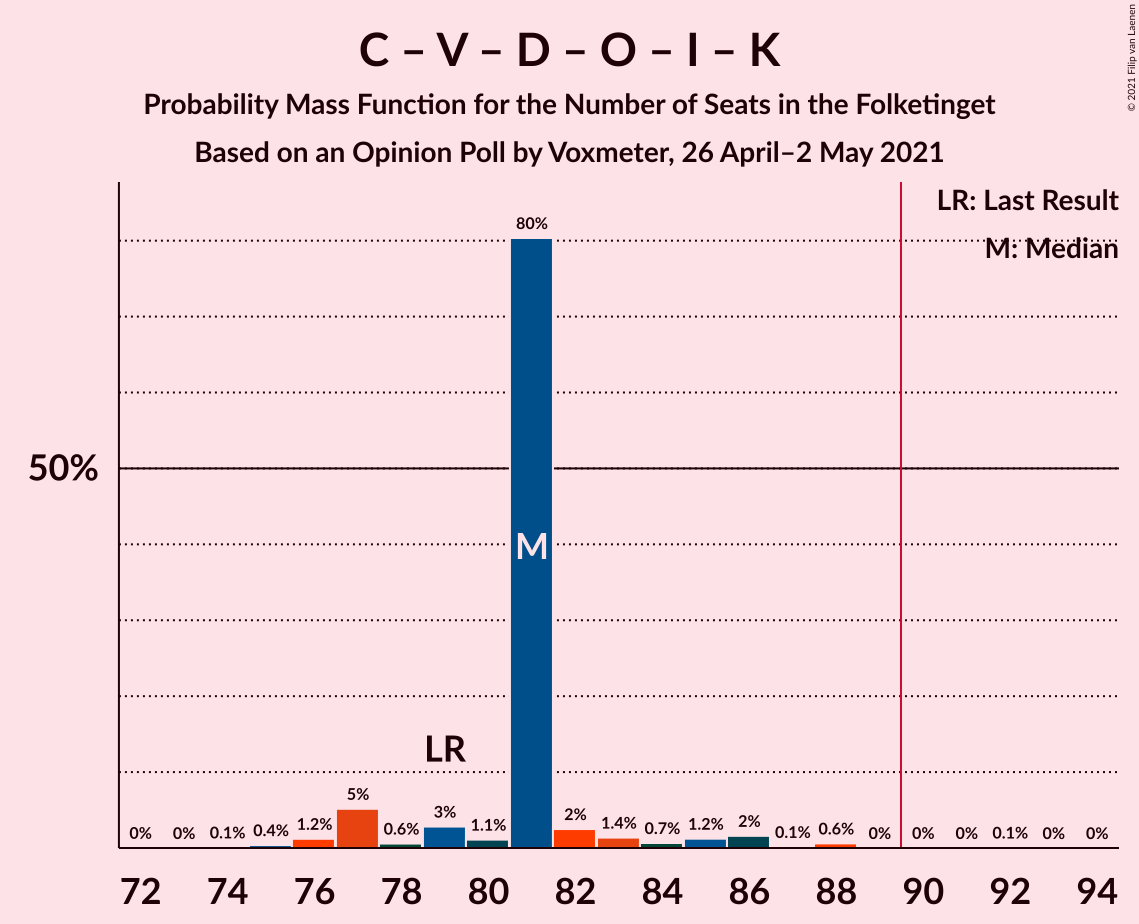 C – V – D – O – I – K
Probability Mass Function for the Number of Seats in the Folketinget
Based on an Opinion Poll by Voxmeter, 26 April–2 May 2021
© 2021 Filip van Laenen
LR: Last Result
M: Median
50%
80%
M
LR
0% 0% 0.1% 0.4% 1.2% 5% 0.6% 3% 1.1% 2% 1.4% 0.7% 1.2% 2% 0.1% 0.6% 0% 0% 0% 0.1% 0% 0%
72 74 76 78 80 82 84 86 88 90 92 94